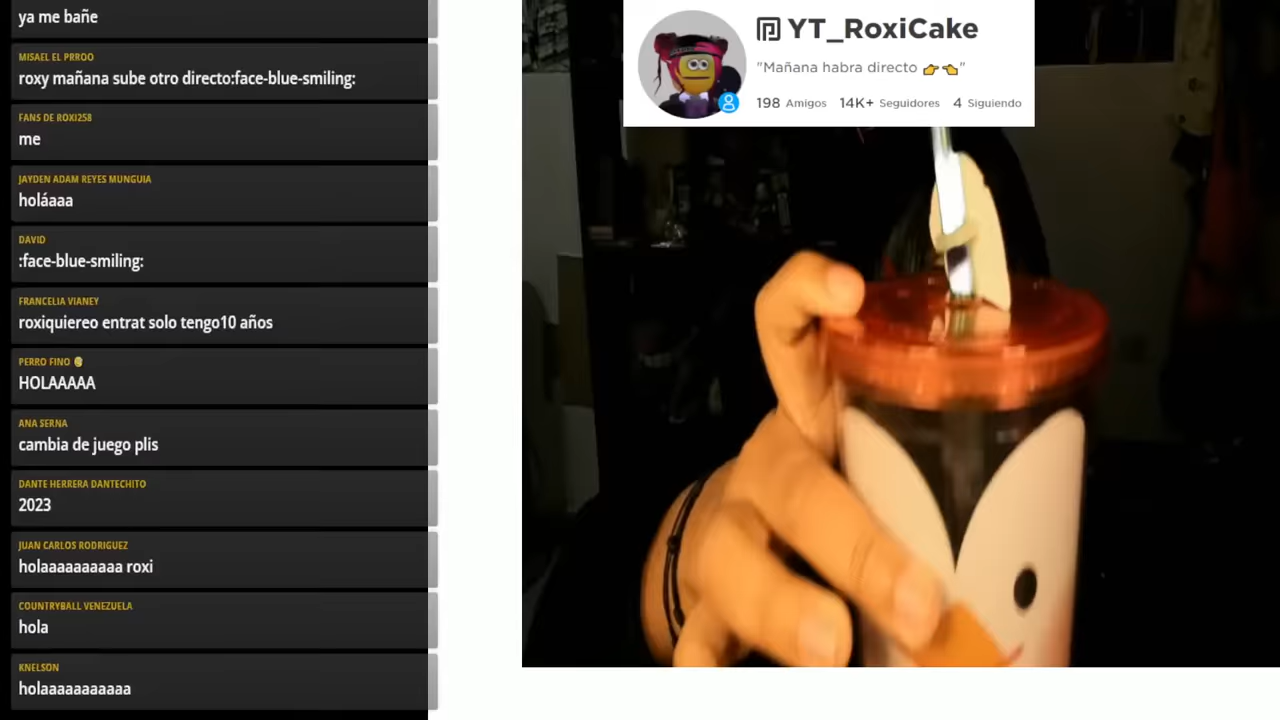 ya me bañe
MISAEL EL PRROO
roxy mañana sube otro directo:face-blue-smiling:
FANS DE ROXI258
me
JAYDEN ADAM REYES MUNGUIA
holáaaa
DAVID
:face-blue-smiling:
FRANCELIA VIANEY
roxiquiereo entrat solo tengo10 años
PERRO FINO
HOLAAAAA
ANA SERNA
cambia de juego plis
DANTE HERRERA DANTECHITO
2023
JUAN CARLOS RODRIGUEZ
holaaaaaaaaaa roxi
COUNTRYBALL VENEZUELA
hola
KNELSON
holaaaaaaaaaaa
YT_RoxiCake
"Mañana habra directo 👉👈"
198 Amigos 14K+ Seguidores 4 Siguiendo